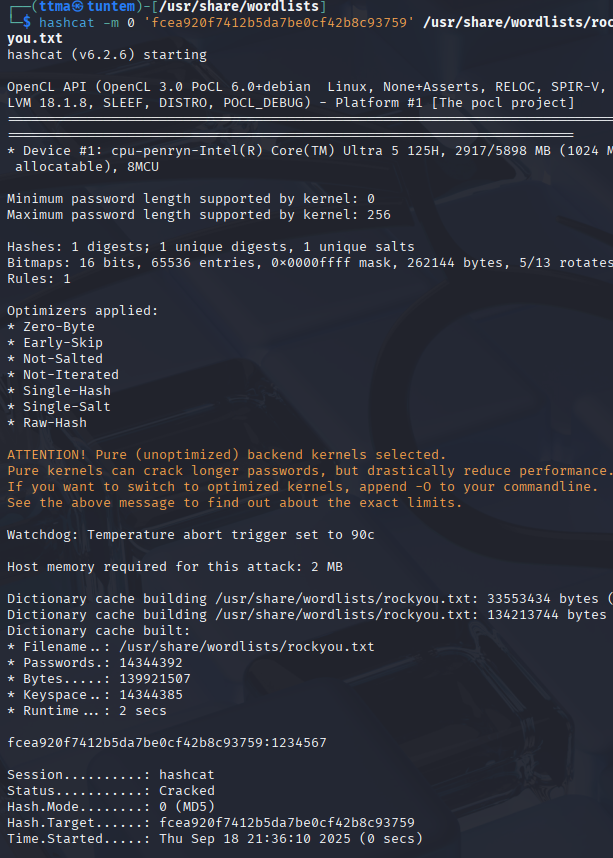 ┌──(ttma㉿tuntem)-[/usr/share/wordlists]
└─$ hashcat -m 0 'fcea920f7412b5da7be0cf42b8c93759' /usr/share/wordlists/roc
you.txt
hashcat (v6.2.6) starting
OpenCL API (OpenCL 3.0 PoCL 6.0+debian  Linux, None+Asserts, RELOC, SPIR-V,
LVM 18.1.8, SLEEF, DISTRO, POCL_DEBUG) - Platform #1 [The pocl project]
* Device #1: cpu-penryn-Intel(R) Core(TM) Ultra 5 125H, 2917/5898 MB (1024 M
allocatable), 8MCU
Minimum password length supported by kernel: 0
Maximum password length supported by kernel: 256
Hashes: 1 digests; 1 unique digests, 1 unique salts
Bitmaps: 16 bits, 65536 entries, 0x0000ffff mask, 262144 bytes, 5/13 rotates
Rules: 1
Optimizers applied:
* Zero-Byte
* Early-Skip
* Not-Salted
* Not-Iterated
* Single-Hash
* Single-Salt
* Raw-Hash
ATTENTION! Pure (unoptimized) backend kernels selected.
Pure kernels can crack longer passwords, but drastically reduce performance.
If you want to switch to optimized kernels, append -O to your commandline.
See the above message to find out about the exact limits.
Watchdog: Temperature abort trigger set to 90c
Host memory required for this attack: 2 MB
Dictionary cache building /usr/share/wordlists/rockyou.txt: 33553434 bytes (
Dictionary cache building /usr/share/wordlists/rockyou.txt: 134213744 bytes
Dictionary cache built:
* Filename..: /usr/share/wordlists/rockyou.txt
* Passwords.: 14344392
* Bytes.....: 139921507
* Keyspace..: 14344385
* Runtime...: 2 secs
fcea920f7412b5da7be0cf42b8c93759:1234567
Session..........: hashcat
Status...........: Cracked
Hash.Mode........: 0 (MD5)
Hash.Target......: fcea920f7412b5da7be0cf42b8c93759
Time.Started.....: Thu Sep 18 21:36:10 2025 (0 secs)